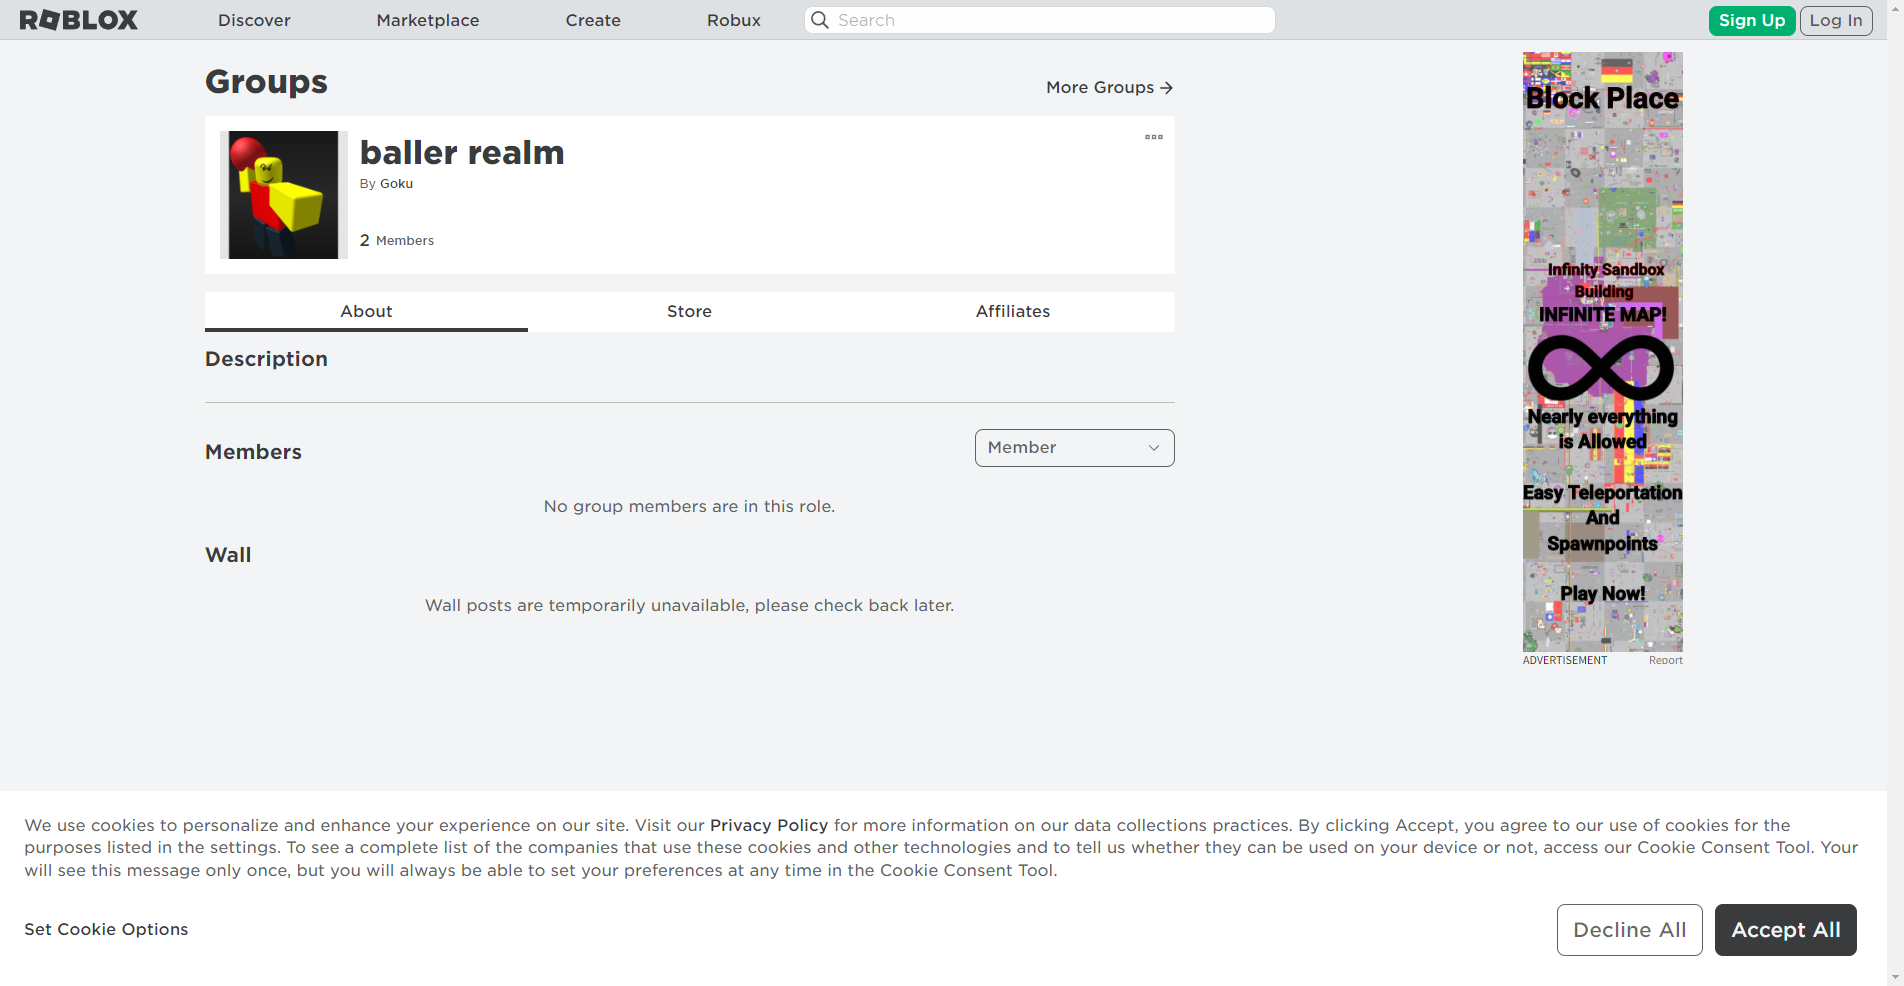 ROBLOX Discover Marketplace Create Robux Search Sign Up Log In
Groups
More Groups →
baller realm
By Goku
2 Members
About Store Affiliates
Description
Members
Member
No group members are in this role.
Wall
Wall posts are temporarily unavailable, please check back later.
Block Place
Infinity Sandbox
Building
INFINITE MAP!
Nearly everything
is Allowed
Easy Teleportation
And
Spawnpoints
Play Now!
ADVERTISEMENT Report
We use cookies to personalize and enhance your experience on our site. Visit our Privacy Policy for more information on our data collections practices. By clicking Accept, you agree to our use of cookies for the
purposes listed in the settings. To see a complete list of the companies that use these cookies and other technologies and to tell us whether they can be used on your device or not, access our Cookie Consent Tool. Your
will see this message only once, but you will always be able to set your preferences at any time in the Cookie Consent Tool.
Set Cookie Options
Decline All
Accept All